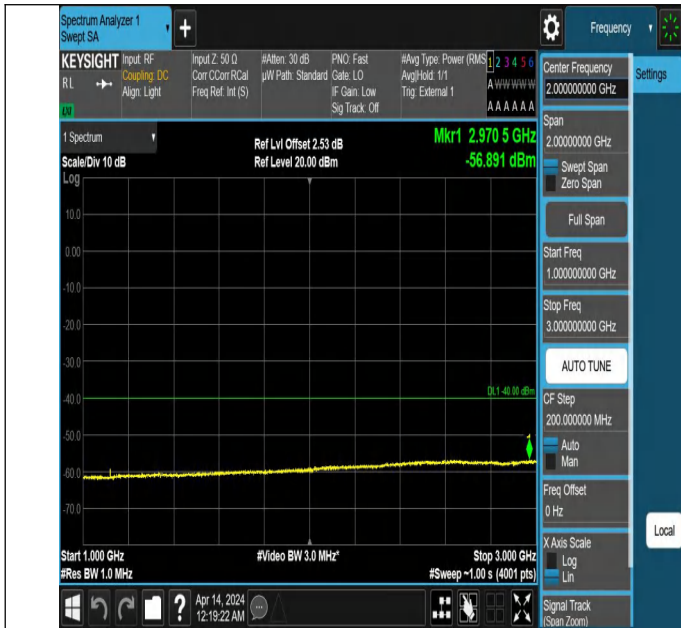 Spectrum Analyzer 1
Swept SA
+
Frequency
KEYSIGHT
RL
Input: RF
Coupling: DC
Align: Light
Input Z: 50 Ω
Corr CCorr RCal
Freq Ref: Int (S)
#Atten: 30 dB
µW Path: Standard
PNO: Fast
Gate: LO
IF Gain: Low
Sig Track: Off
#Avg Type: Power (RMS
Avg|Hold: 1/1
Trig: External 1
1 2 3 4 5 6
A W W W W W
A A A A A A
1 Spectrum
Scale/Div 10 dB
Log
Ref Lvl Offset 2.53 dB
Ref Level 20.00 dBm
Mkr1 2.970 5 GHz
-56.891 dBm
10.0
0.00
-10.0
-20.0
-30.0
-40.0
-50.0
-60.0
-70.0
DL1 -40.00 dBm
1
Start 1.000 GHz
#Res BW 1.0 MHz
#Video BW 3.0 MHz*
Stop 3.000 GHz
#Sweep ~1.00 s (4001 pts)
?
Apr 14, 2024
12:19:22 AM
Center Frequency
2.000000000 GHz
Settings
Span
2.00000000 GHz
Swept Span
Zero Span
Full Span
Start Freq
1.000000000 GHz
Stop Freq
3.000000000 GHz
AUTO TUNE
CF Step
200.000000 MHz
Auto
Man
Freq Offset
0 Hz
X Axis Scale
Log
Lin
Local
Signal Track
(Span Zoom)